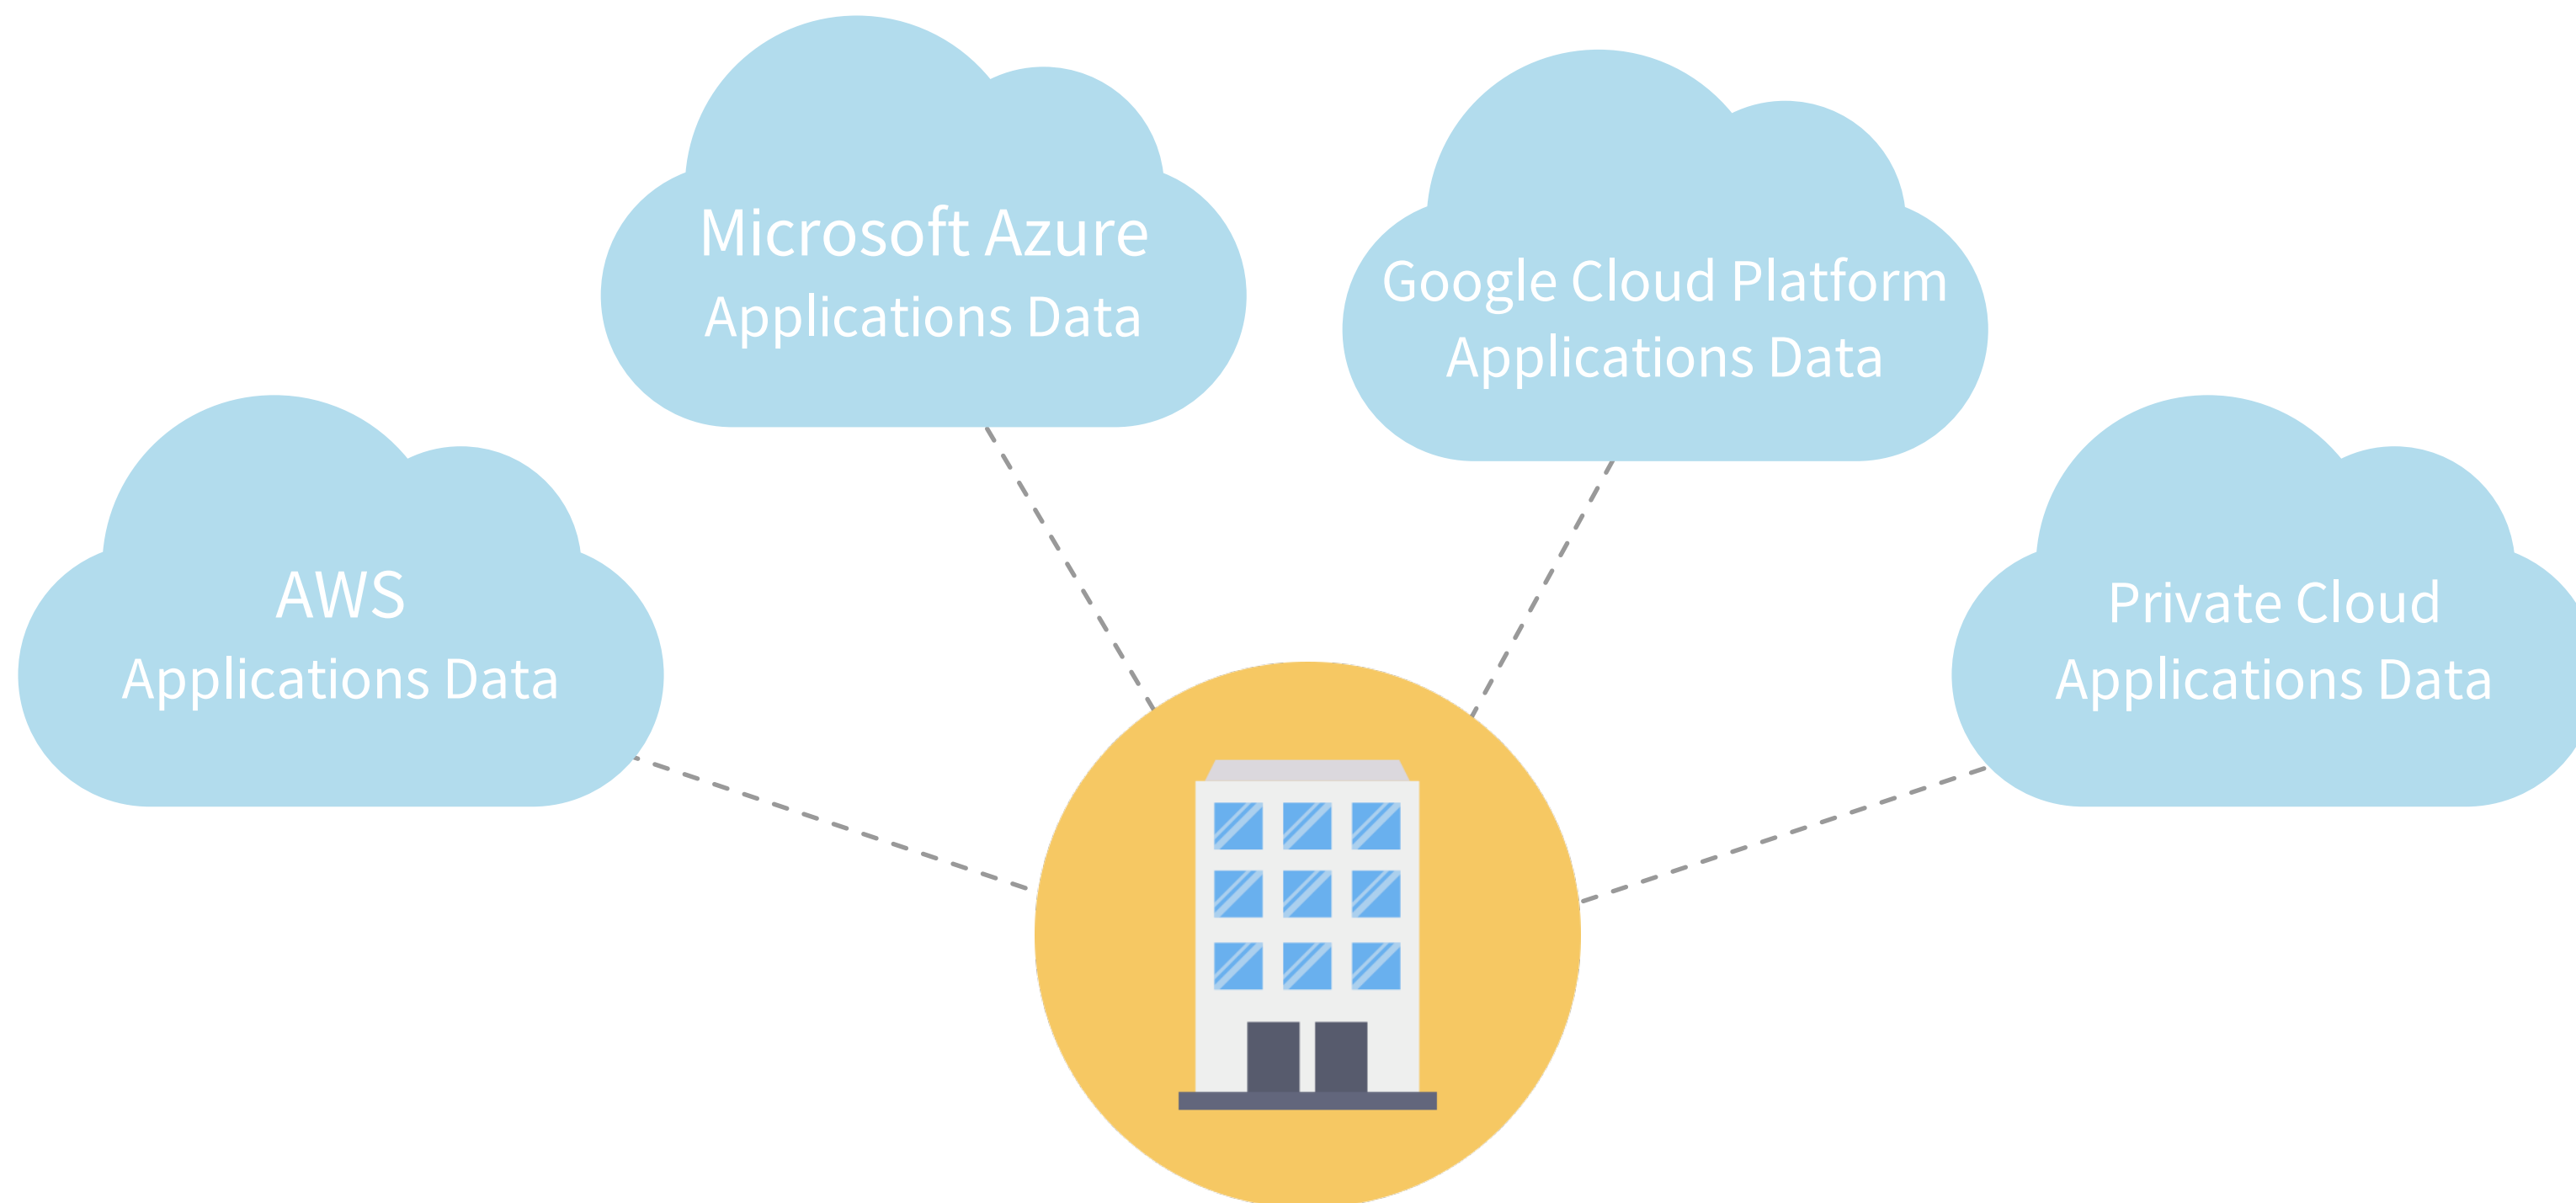 Microsoft Azure
Applications Data
Google Cloud Platform
Applications Data
AWS
Applications Data
Private Cloud
Applications Data